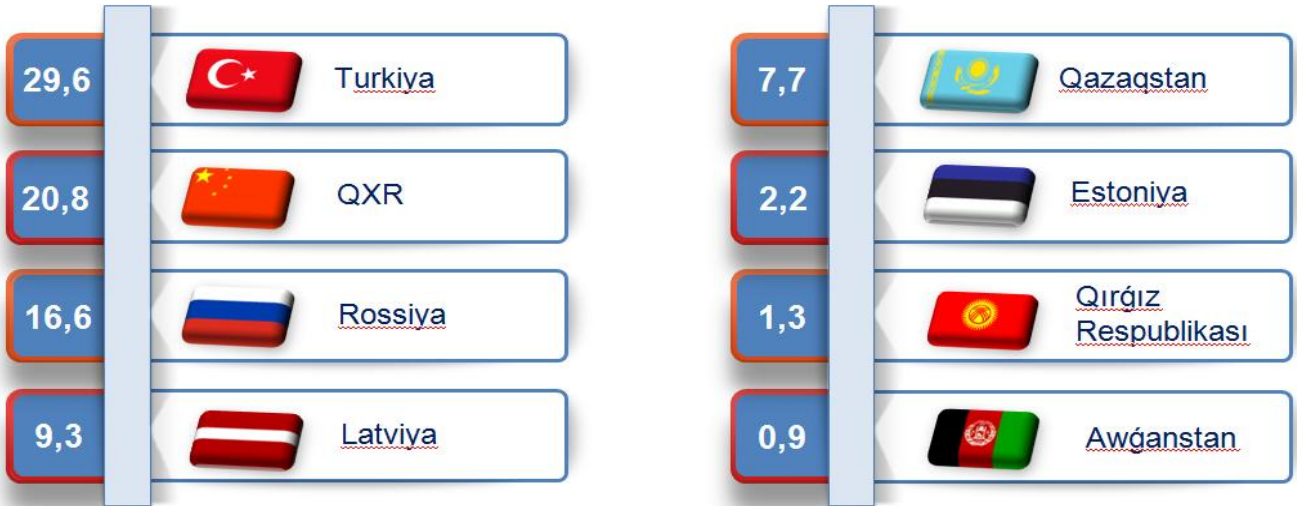 29,6 Turkiya
20,8 QXR
16,6 Rossiya
9,3 Latviya
7,7 Qazaqstan
2,2 Estoniya
1,3 Qırǵız
Respublikası
0,9 Awǵanstan